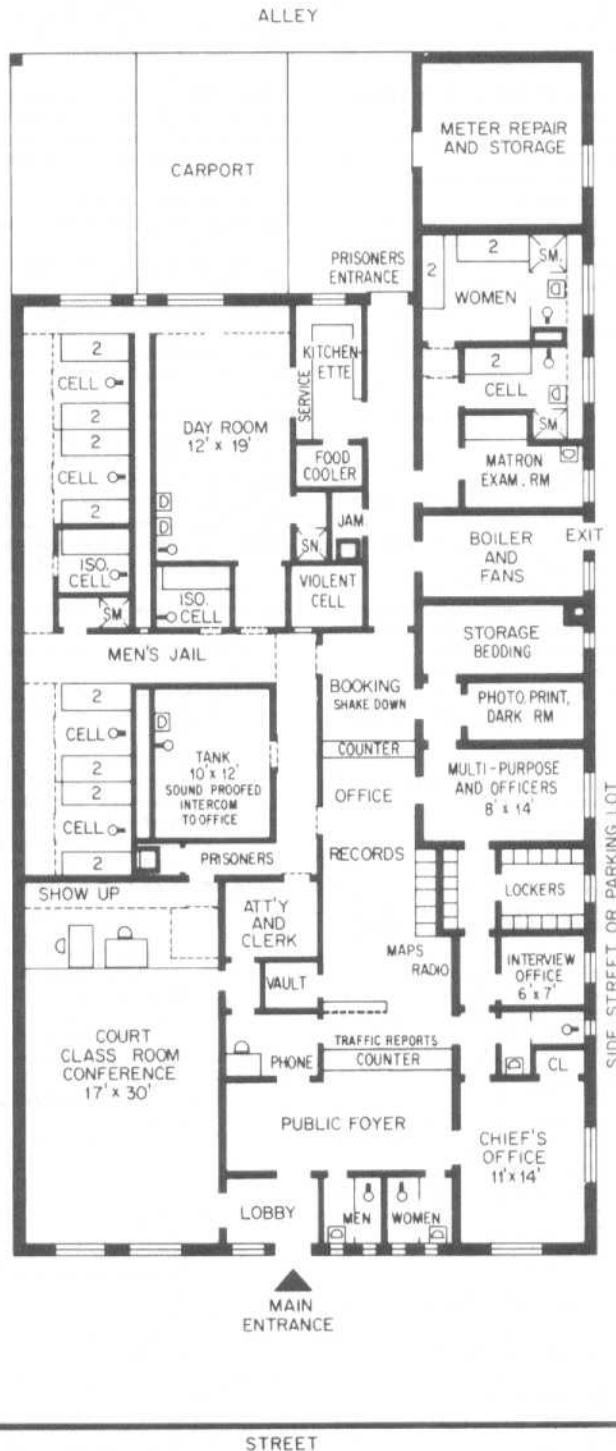 ALLEY
METER REPAIR
AND STORAGE
CARPORT
PRISONERS
ENTRANCE
2
SM.
2
WOMEN
KITCHEN-
ETTE
SERVICE
2
CELL
2
2
CELL
SM
DAY ROOM
12' x 19'
2
2
CELL
2
FOOD
COOLER
MATRON
EXAM. RM
D
D
JAM
SN
BOILER
AND
FANS
EXIT
ISO.
CELL
ISO.
CELL
VIOLENT
CELL
SM
STORAGE
BEDDING
MEN'S JAIL
BOOKING
SHAKE DOWN
PHOTO PRINT,
DARK RM
2
CELL
2
D
TANK
10' x 12'
SOUND PROOFED
INTERCOM
TO OFFICE
COUNTER
MULTI-PURPOSE
AND OFFICERS
8' x 14'
OFFICE
2
CELL
2
PRISONERS
RECORDS
LOCKERS
SHOW UP
ATT'Y
AND
CLERK
MAPS
RADIO
INTERVIEW
OFFICE
6' x 7'
VAULT
COURT
CLASS ROOM
CONFERENCE
17' x 30'
PHONE
TRAFFIC REPORTS
COUNTER
CL
PUBLIC FOYER
CHIEF'S
OFFICE
11' x 14'
LOBBY
MEN
WOMEN
SIDE STREET OR PARKING LOT
MAIN
ENTRANCE
STREET